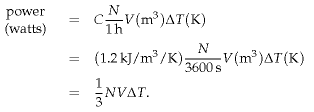 power (watts) = C N/1 h V(m³)ΔT(K)
= (1.2 kJ/m³/K) N/3600 s V(m³)ΔT(K)
= 1/3 NVΔT.